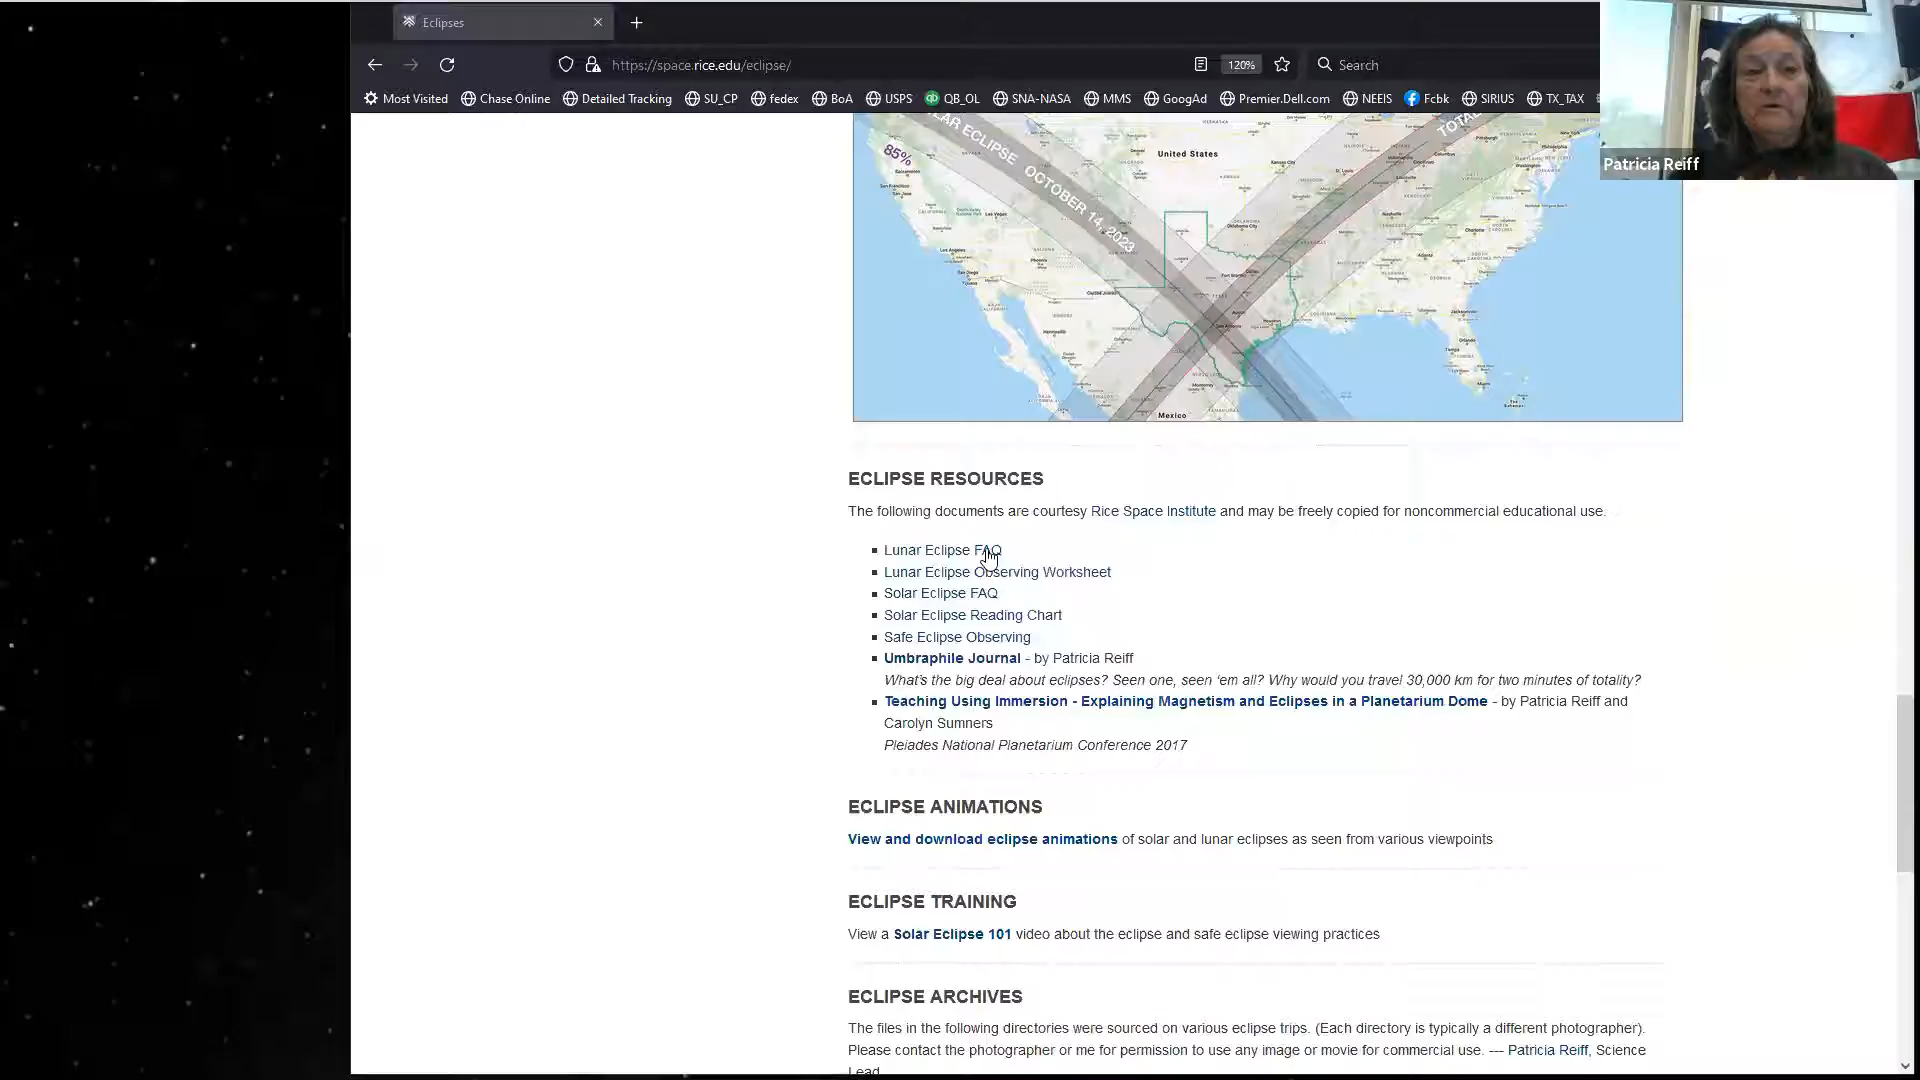 Eclipses
https://space.rice.edu/eclipse/
120%
Search
Most Visited
Chase Online
Detailed Tracking
SU_CP
fedex
BoA
USPS
QB_OL
SNA-NASA
MMS
GoogAd
Premier.Dell.com
NEEIS
Fcbk
SIRIUS
TX_TAX
Patricia Reiff
85%
LAR ECLIPSE OCTOBER 14, 2023
TOTAL
United States
Mexico
ECLIPSE RESOURCES
The following documents are courtesy Rice Space Institute and may be freely copied for noncommercial educational use.
Lunar Eclipse FAQ
Lunar Eclipse Observing Worksheet
Solar Eclipse FAQ
Solar Eclipse Reading Chart
Safe Eclipse Observing
Umbraphile Journal - by Patricia Reiff
What's the big deal about eclipses? Seen one, seen 'em all? Why would you travel 30,000 km for two minutes of totality?
Teaching Using Immersion - Explaining Magnetism and Eclipses in a Planetarium Dome - by Patricia Reiff and
Carolyn Sumners
Pleiades National Planetarium Conference 2017
ECLIPSE ANIMATIONS
View and download eclipse animations of solar and lunar eclipses as seen from various viewpoints
ECLIPSE TRAINING
View a Solar Eclipse 101 video about the eclipse and safe eclipse viewing practices
ECLIPSE ARCHIVES
The files in the following directories were sourced on various eclipse trips. (Each directory is typically a different photographer).
Please contact the photographer or me for permission to use any image or movie for commercial use. --- Patricia Reiff, Science
Lead